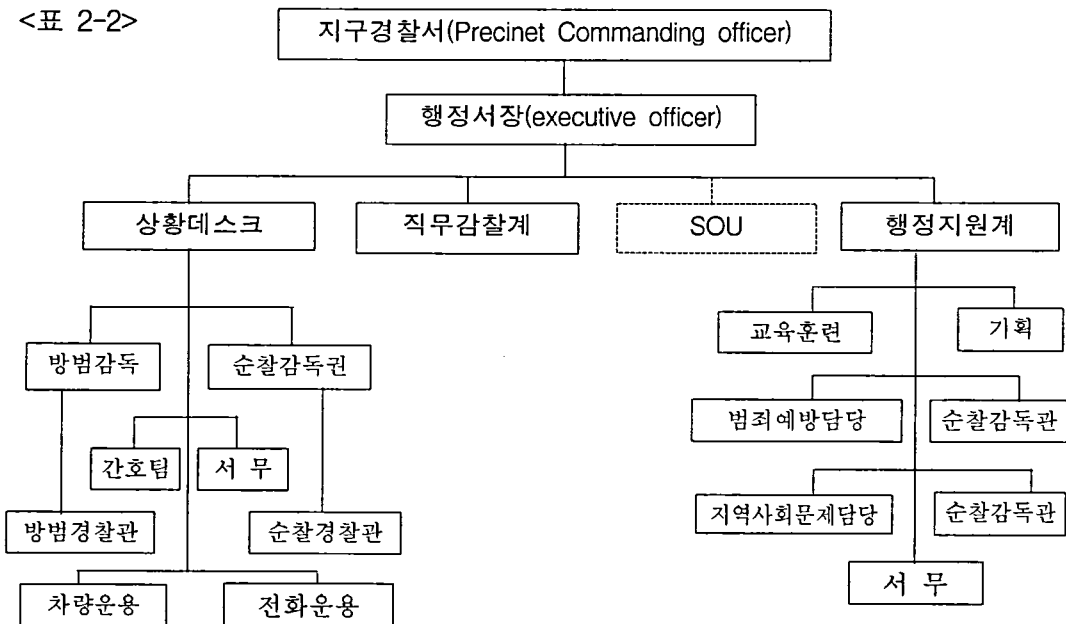 <표 2-2>
지구경찰서(Precinet Commanding officer)
행정서장(executive officer)
상황데스크
직무감찰계
SOU
행정지원계
방범감독
순찰감독권
간호팀
서 무
방범경찰관
순찰경찰관
차량운용
전화운용
교육훈련
기획
범죄예방담당
순찰감독관
지역사회문제담당
순찰감독관
서 무